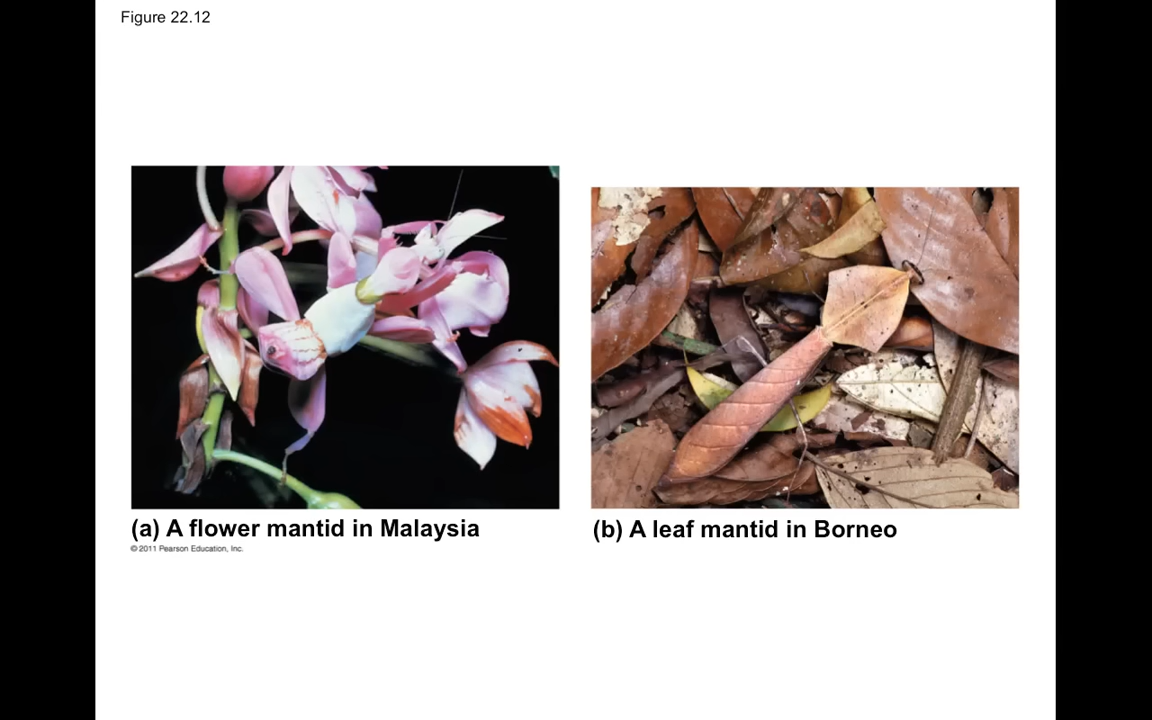 Figure 22.12
(a) A flower mantid in Malaysia
(b) A leaf mantid in Borneo
© 2011 Pearson Education, Inc.